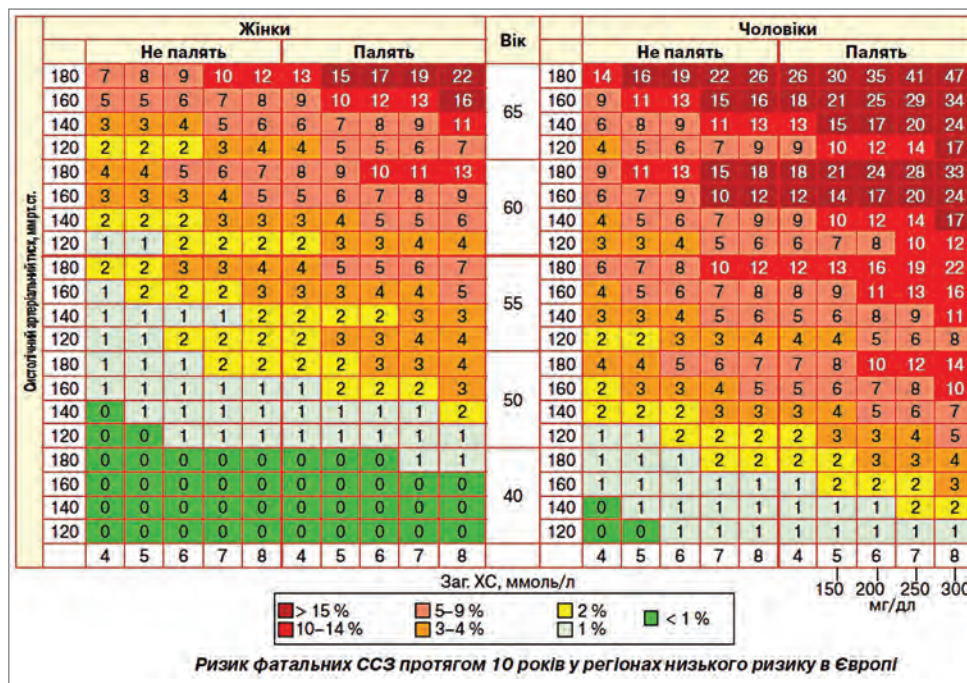 Жінки Вік Чоловіки
Не палять Палять Не палять Палять
Систолічний артеріальний тиск, мм рт. ст.
180 7 8 9 10 12 13 15 17 19 22 65 180 14 16 19 22 26 26 30 35 41 47
160 5 5 6 7 8 9 10 12 13 16 160 9 11 13 15 16 18 21 25 29 34
140 3 3 4 5 6 6 7 8 9 11 140 6 8 9 11 13 13 15 17 20 24
120 2 2 2 3 4 4 5 5 6 7 120 4 5 6 7 9 9 10 12 14 17
180 4 4 5 6 7 8 9 10 11 13 60 180 9 11 13 15 18 18 21 24 28 33
160 3 3 3 4 5 5 6 7 8 9 160 6 7 9 10 12 12 14 17 20 24
140 2 2 2 3 3 3 4 5 5 6 140 4 5 6 7 9 9 10 12 14 17
120 1 1 2 2 2 2 3 3 4 4 120 3 3 4 5 6 6 7 8 10 12
180 2 2 3 3 4 4 5 5 6 7 55 180 6 7 8 10 12 12 13 16 19 22
160 1 2 2 2 3 3 3 4 4 5 160 4 5 6 7 8 8 9 11 13 16
140 1 1 1 1 2 2 2 2 3 3 140 3 3 4 5 6 5 6 8 9 11
120 1 1 2 2 2 2 3 3 4 4 120 2 2 3 3 4 4 4 5 6 8
180 1 1 1 2 2 2 2 3 3 4 50 180 4 4 5 6 7 7 8 10 12 14
160 1 1 1 1 1 1 2 2 2 3 160 2 3 3 4 5 5 6 7 8 10
140 0 1 1 1 1 1 1 1 1 2 140 2 2 2 3 3 3 4 5 6 7
120 0 0 1 1 1 1 1 1 1 1 120 1 1 2 2 2 2 3 3 4 5
180 0 0 0 0 0 0 0 0 1 1 40 180 1 1 1 2 2 2 2 3 3 4
160 0 0 0 0 0 0 0 0 0 0 160 1 1 1 1 1 1 2 2 2 3
140 0 0 0 0 0 0 0 0 0 0 140 0 1 1 1 1 1 1 1 2 2
120 0 0 0 0 0 0 0 0 0 0 120 0 0 1 1 1 1 1 1 1 1
4 5 6 7 8 4 5 6 7 8 4 5 6 7 8 4 5 6 7 8
Заг. ХС, ммоль/л
150 200 250 300
мг/дл
> 15 % 5–9 % 2 % < 1 %
10–14 % 3–4 % 1 %
Ризик фатальних ССЗ протягом 10 років у регіонах низького ризику в Європі